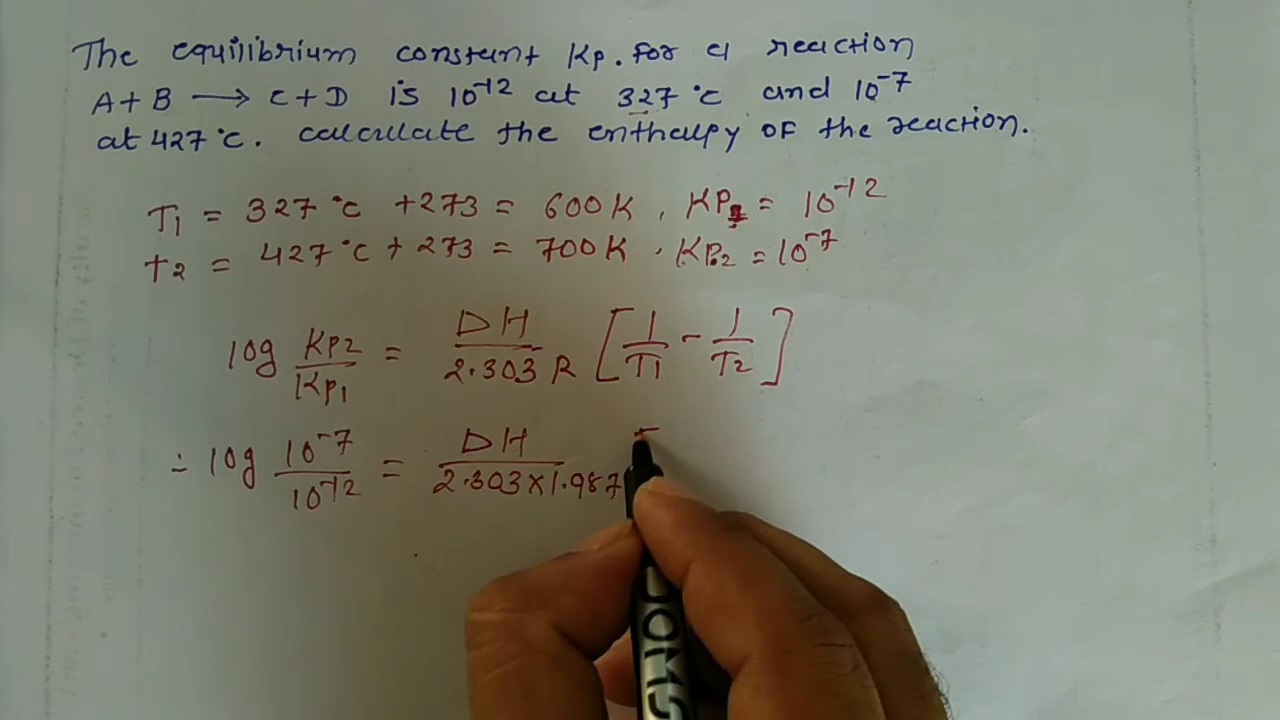 The equilibrium constant Kp. for a reaction
A + B ⟶ C + D is 10⁻¹² at 327 °C and 10⁻⁷
at 427 °C. calculate the enthalpy of the reaction.
T₁ = 327 °C + 273 = 600 K, KP₁ = 10⁻¹²
T₂ = 427 °C + 273 = 700 K. KP₂ = 10⁻⁷
log Kp₂/Kp₁ = DH/2.303 R [1/T₁ - 1/T₂]
∴ log 10⁻⁷/10⁻¹² = DH/2.303×1.987